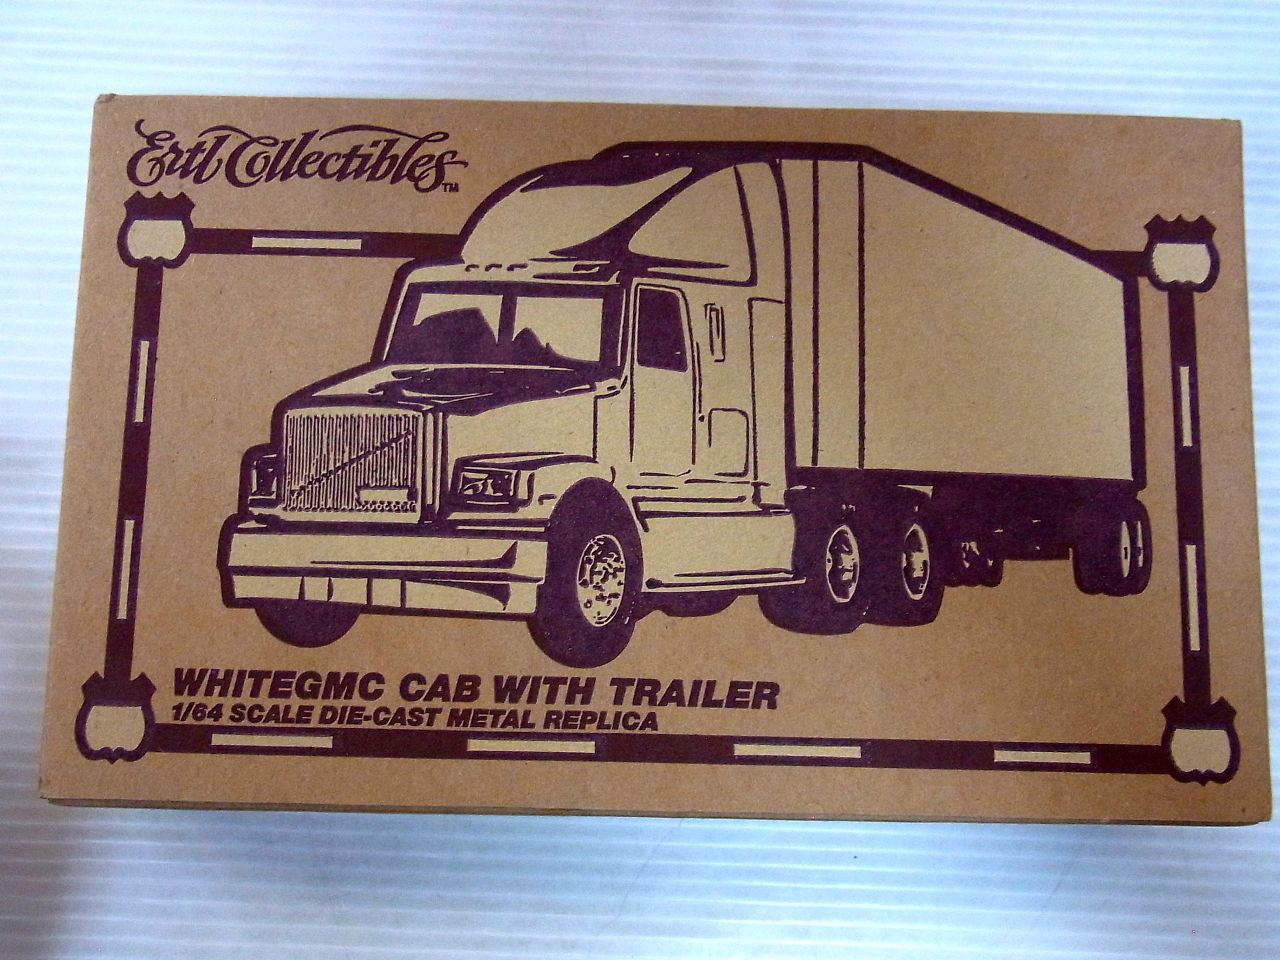 Ertl Collectibles™
WHITEGMC CAB WITH TRAILER
1/64 SCALE DIE-CAST METAL REPLICA